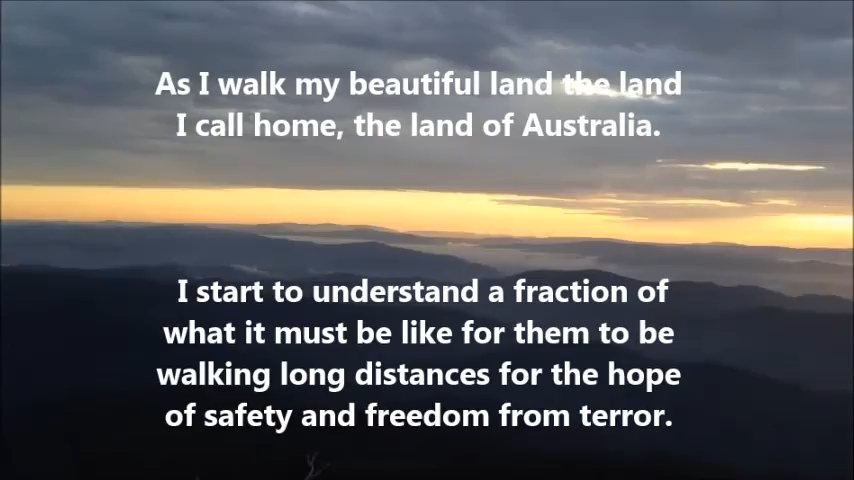 As I walk my beautiful land the land
I call home, the land of Australia.
I start to understand a fraction of
what it must be like for them to be
walking long distances for the hope
of safety and freedom from terror.